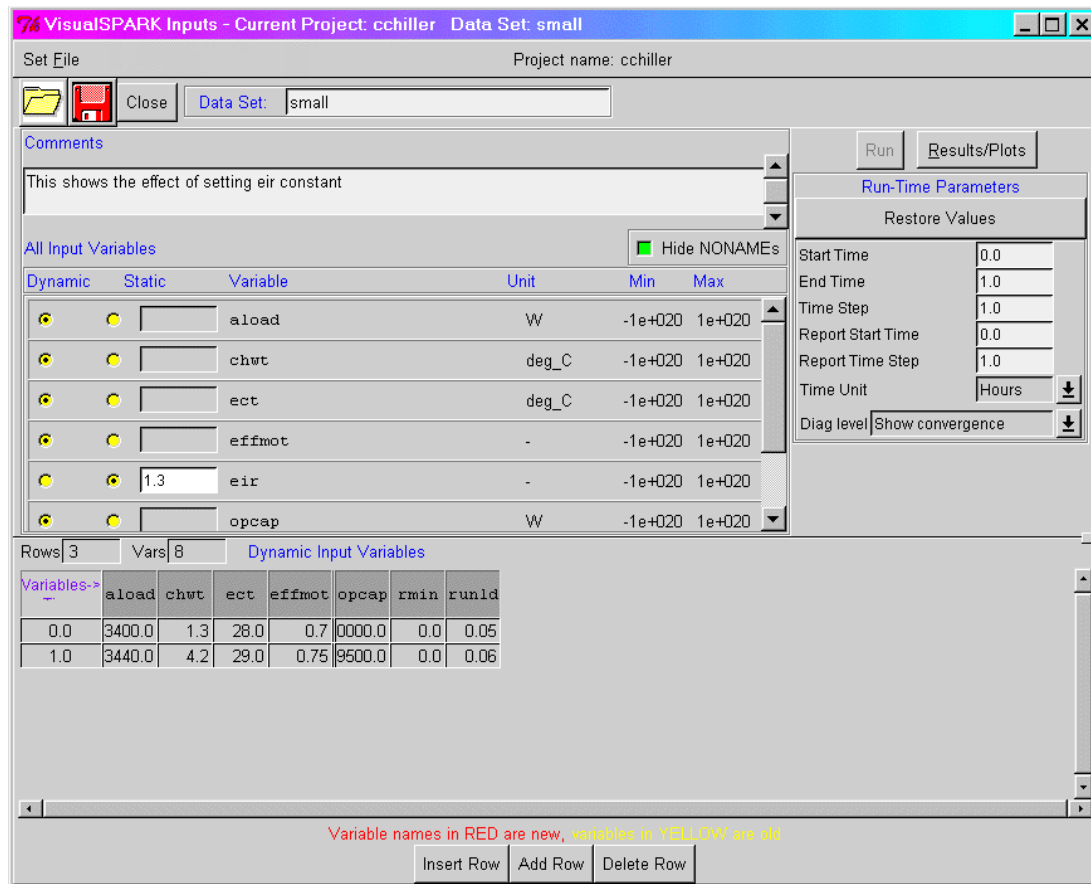 VisualSPARK Inputs - Current Project: cchiller Data Set: small
Set File Project name: cchiller
Close Data Set: small
Comments
This shows the effect of setting eir constant
All Input Variables Hide NONAMEs
Dynamic Static Variable Unit Min Max
aload W -1e+020 1e+020
chwt deg_C -1e+020 1e+020
ect deg_C -1e+020 1e+020
effmot - -1e+020 1e+020
1.3 eir - -1e+020 1e+020
opcap W -1e+020 1e+020
Run Results/Plots
Run-Time Parameters
Restore Values
Start Time 0.0
End Time 1.0
Time Step 1.0
Report Start Time 0.0
Report Time Step 1.0
Time Unit Hours
Diag level Show convergence
Rows 3 Vars 8 Dynamic Input Variables
Variables-> aload chwt ect effmot opcap rmin runld
0.0 3400.0 1.3 28.0 0.7 0000.0 0.0 0.05
1.0 3440.0 4.2 29.0 0.75 9500.0 0.0 0.06
Variable names in RED are new, variables in YELLOW are old
Insert Row Add Row Delete Row